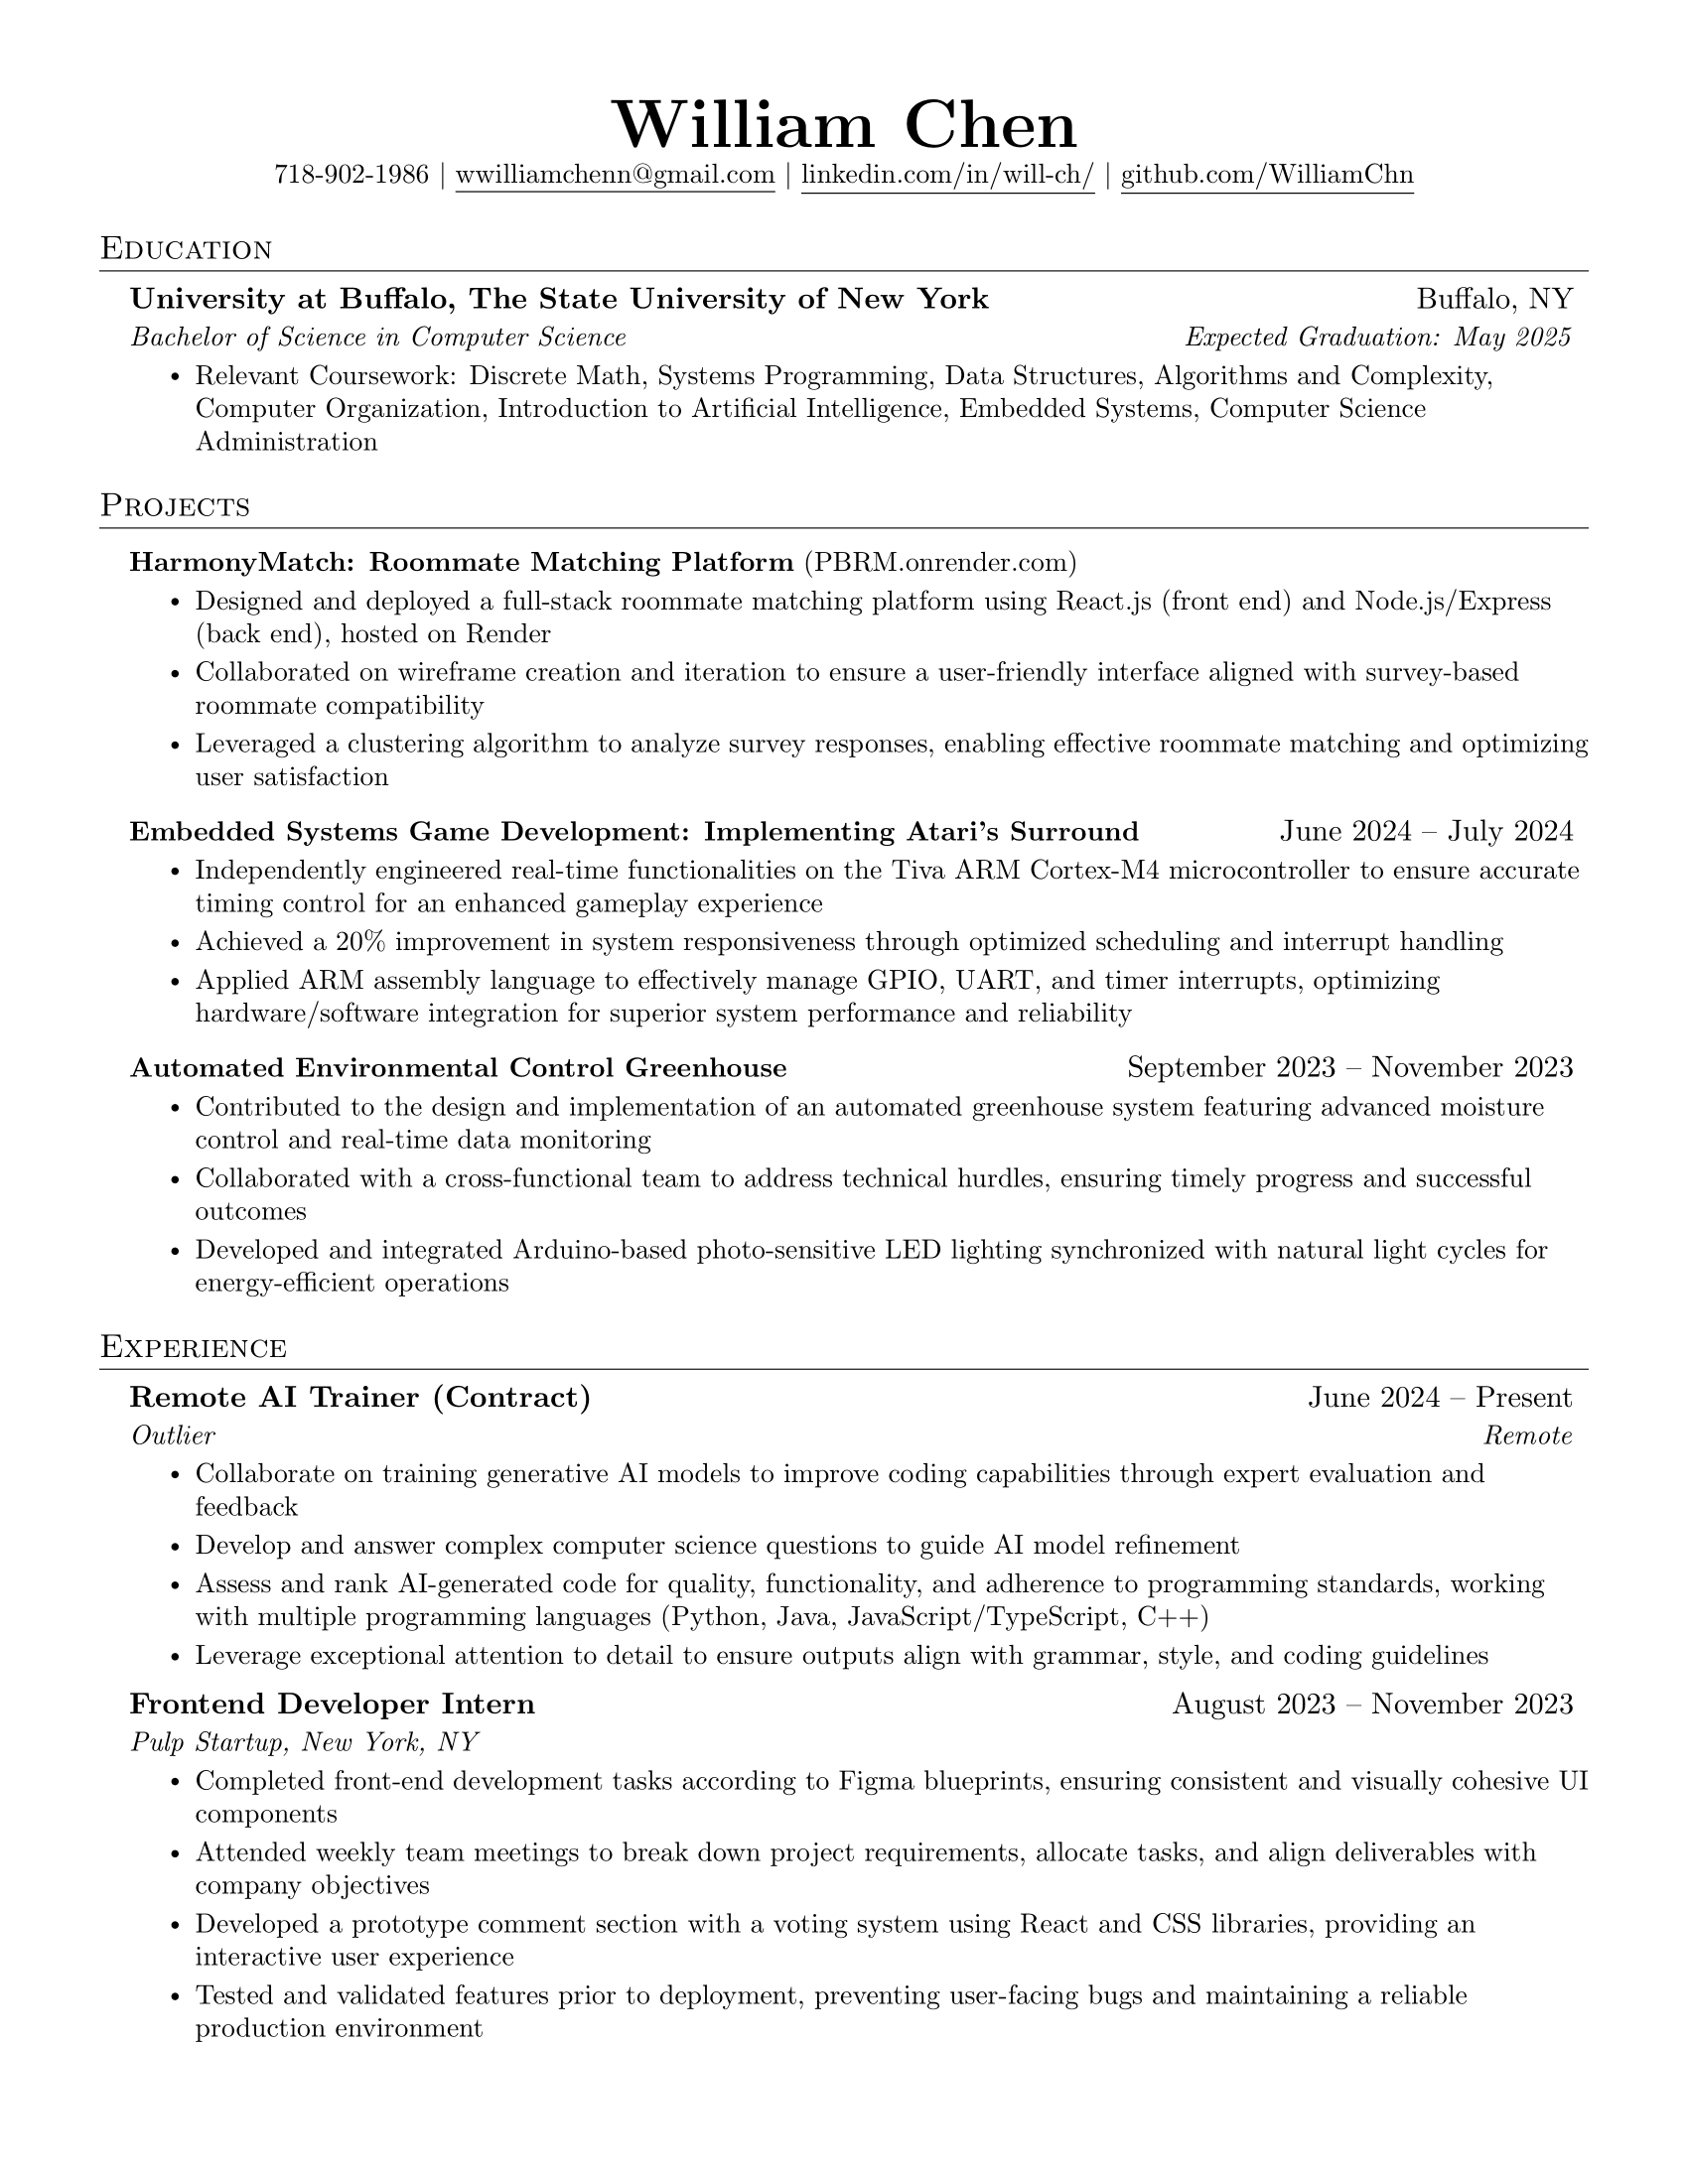 William Chen
718-902-1986 | wwilliamchenn@gmail.com | linkedin.com/in/will-ch/ | github.com/WilliamChn
Education
University at Buffalo, The State University of New York Buffalo, NY
Bachelor of Science in Computer Science Expected Graduation: May 2025
• Relevant Coursework: Discrete Math, Systems Programming, Data Structures, Algorithms and Complexity,
Computer Organization, Introduction to Artificial Intelligence, Embedded Systems, Computer Science
Administration
Projects
HarmonyMatch: Roommate Matching Platform (PBRM.onrender.com)
• Designed and deployed a full-stack roommate matching platform using React.js (front end) and Node.js/Express
(back end), hosted on Render
• Collaborated on wireframe creation and iteration to ensure a user-friendly interface aligned with survey-based
roommate compatibility
• Leveraged a clustering algorithm to analyze survey responses, enabling effective roommate matching and optimizing
user satisfaction
Embedded Systems Game Development: Implementing Atari's Surround June 2024 – July 2024
• Independently engineered real-time functionalities on the Tiva ARM Cortex-M4 microcontroller to ensure accurate
timing control for an enhanced gameplay experience
• Achieved a 20% improvement in system responsiveness through optimized scheduling and interrupt handling
• Applied ARM assembly language to effectively manage GPIO, UART, and timer interrupts, optimizing
hardware/software integration for superior system performance and reliability
Automated Environmental Control Greenhouse September 2023 – November 2023
• Contributed to the design and implementation of an automated greenhouse system featuring advanced moisture
control and real-time data monitoring
• Collaborated with a cross-functional team to address technical hurdles, ensuring timely progress and successful
outcomes
• Developed and integrated Arduino-based photo-sensitive LED lighting synchronized with natural light cycles for
energy-efficient operations
Experience
Remote AI Trainer (Contract) June 2024 – Present
Outlier Remote
• Collaborate on training generative AI models to improve coding capabilities through expert evaluation and
feedback
• Develop and answer complex computer science questions to guide AI model refinement
• Assess and rank AI-generated code for quality, functionality, and adherence to programming standards, working
with multiple programming languages (Python, Java, JavaScript/TypeScript, C++)
• Leverage exceptional attention to detail to ensure outputs align with grammar, style, and coding guidelines
Frontend Developer Intern August 2023 – November 2023
Pulp Startup, New York, NY
• Completed front-end development tasks according to Figma blueprints, ensuring consistent and visually cohesive UI
components
• Attended weekly team meetings to break down project requirements, allocate tasks, and align deliverables with
company objectives
• Developed a prototype comment section with a voting system using React and CSS libraries, providing an
interactive user experience
• Tested and validated features prior to deployment, preventing user-facing bugs and maintaining a reliable
production environment